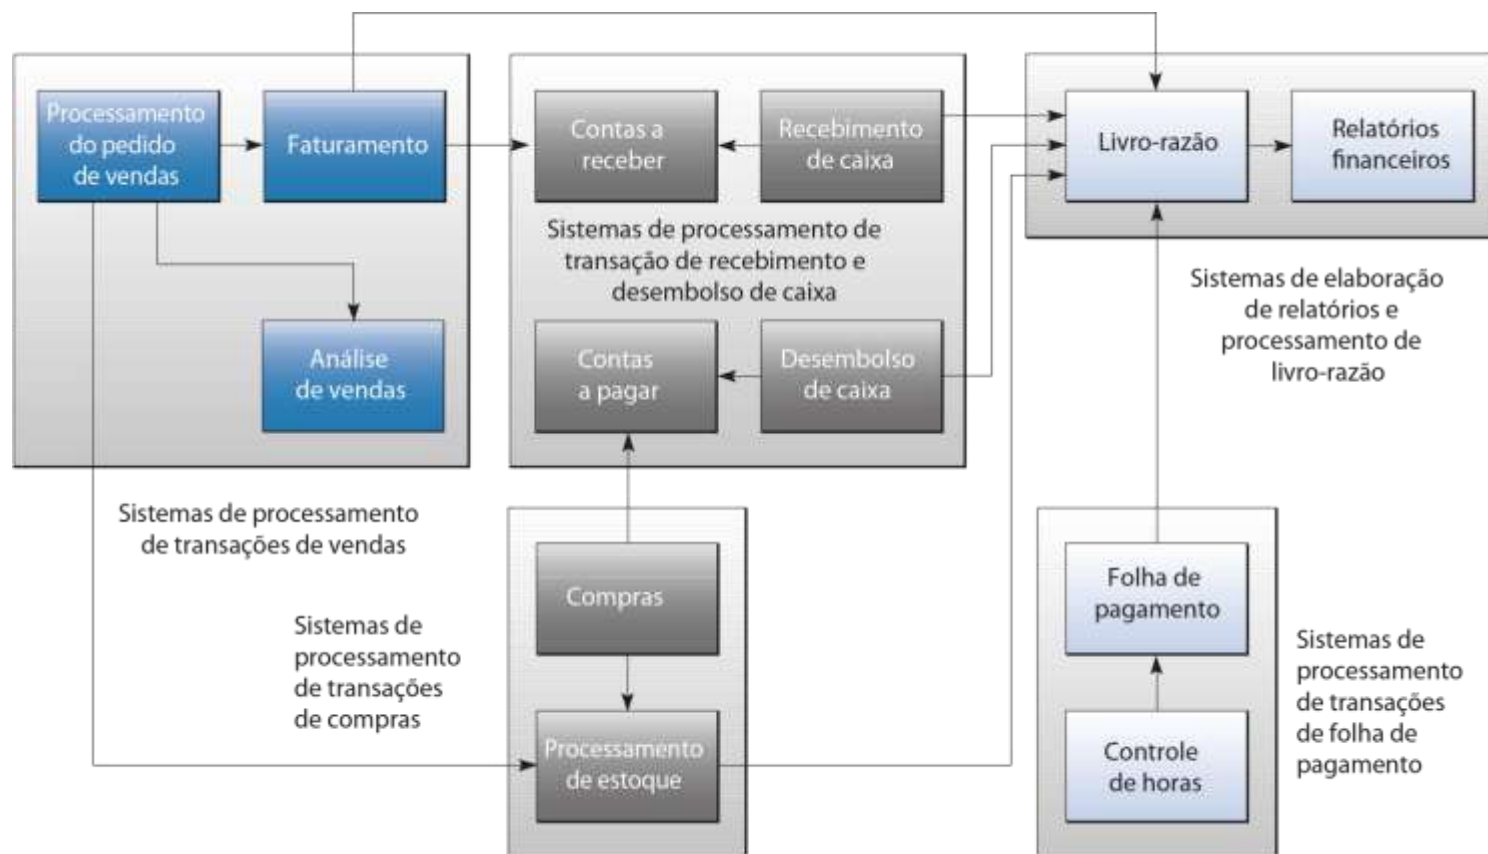 Processamento
do pedido
de vendas
Faturamento
Análise
de vendas
Sistemas de processamento
de transações de vendas
Contas a
receber
Recebimento
de caixa
Sistemas de processamento de
transação de recebimento e
desembolso de caixa
Contas
a pagar
Desembolso
de caixa
Livro-razão
Relatórios
financeiros
Sistemas de elaboração
de relatórios e
processamento de
livro-razão
Compras
Processamento
de estoque
Sistemas de
processamento
de transações
de compras
Folha de
pagamento
Controle
de horas
Sistemas de
processamento
de transações
de folha de
pagamento